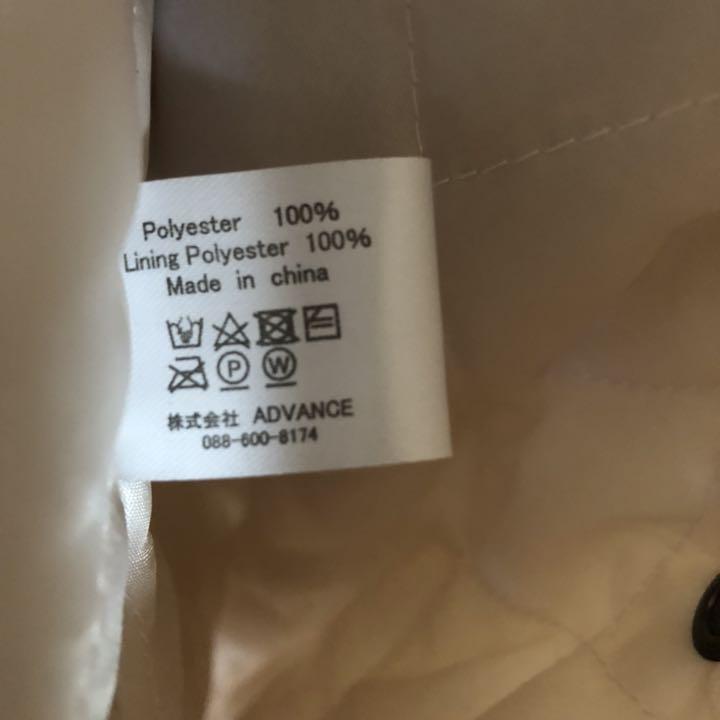 Polyester 100%
Lining Polyester 100%
Made in china
P W
株式会社 ADVANCE
088-600-8174